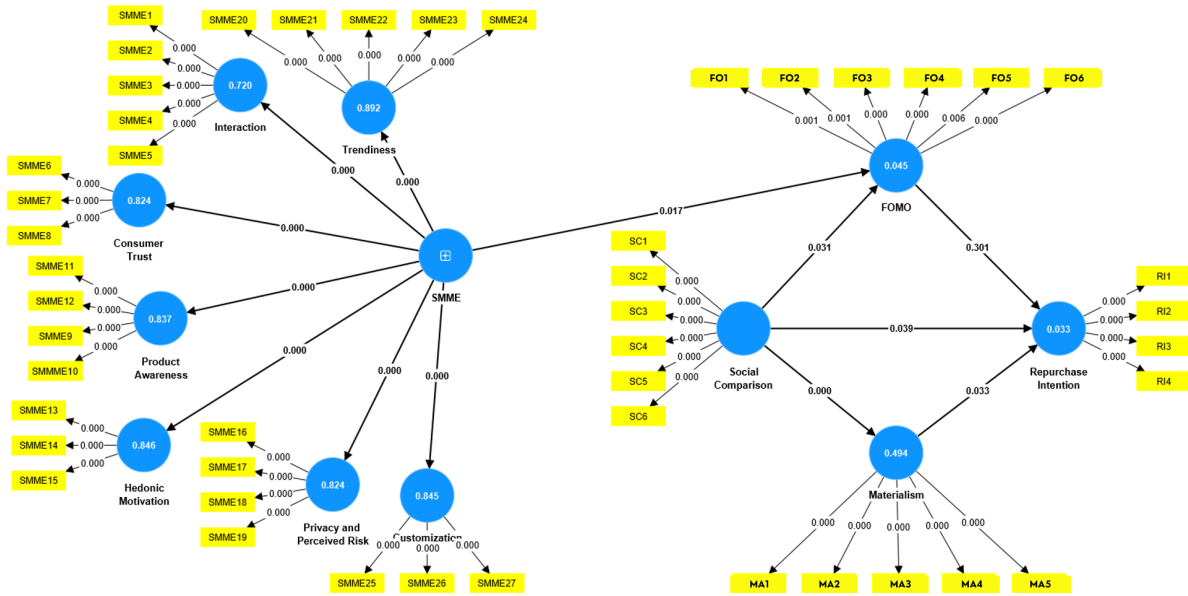 SMME1
SMME2
SMME3
SMME4
SMME5
0.000
0.000
0.000
0.000
0.000
0.720
Interaction
SMME20
SMME21
SMME22
SMME23
SMME24
0.000
0.000
0.000
0.000
0.000
0.892
Trendiness
SMME6
SMME7
SMME8
0.000
0.000
0.000
0.824
Consumer
Trust
SMME11
SMME12
SMME9
SMMME10
0.000
0.000
0.000
0.000
0.837
Product
Awareness
SMME13
SMME14
SMME15
0.000
0.000
0.000
0.846
Hedonic
Motivation
SMME16
SMME17
SMME18
SMME19
0.000
0.000
0.000
0.000
0.824
Privacy and
Perceived Risk
0.845
Customization
0.000
0.000
0.000
SMME25
SMME26
SMME27
0.000
0.000
0.000
0.000
0.000
0.000
0.000
SMME
0.017
FO1
FO2
FO3
FO4
FO5
FO6
0.001
0.001
0.000
0.000
0.006
0.000
0.045
FOMO
0.031
0.301
SC1
SC2
SC3
SC4
SC5
SC6
0.000
0.000
0.000
0.000
0.000
0.000
Social
Comparison
0.039
0.000
0.033
0.033
Repurchase
Intention
0.000
0.000
0.000
0.000
RI1
RI2
RI3
RI4
0.494
Materialism
0.000
0.000
0.000
0.000
0.000
MA1
MA2
MA3
MA4
MA5